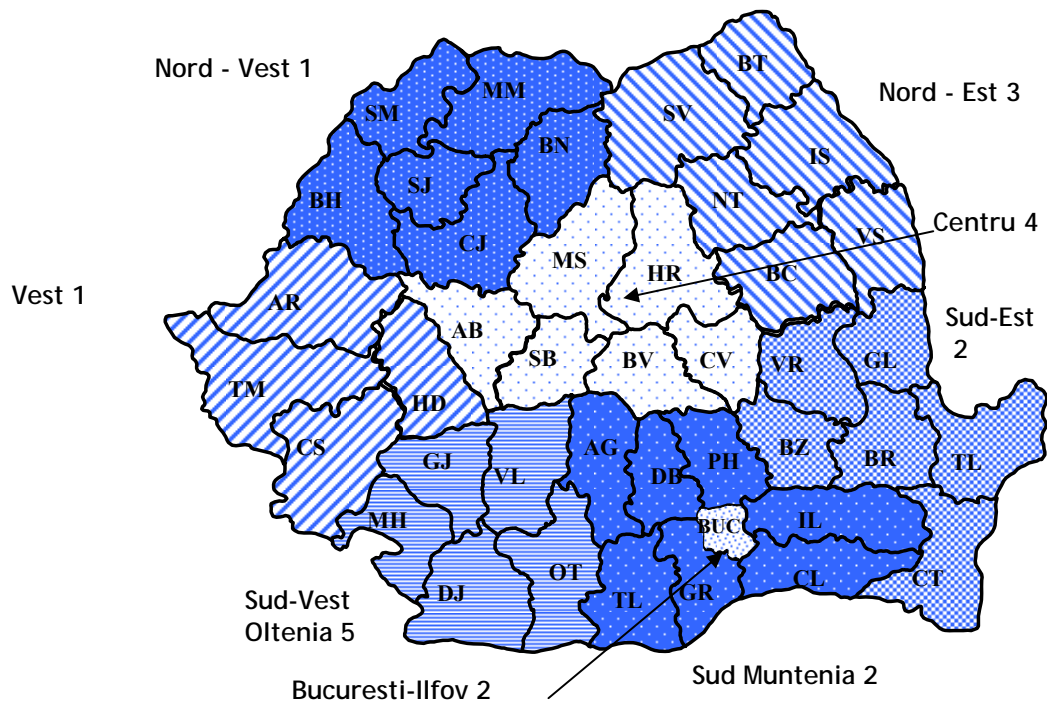 Nord - Vest 1
BT
MM
Nord - Est 3
SM
SV
BN
IS
SJ
NT
BH
Centru 4
CJ
VS
MS
HR
BC
Vest 1
AR
Sud-Est
2
AB
SB
BV
CV
VR
GL
TM
HD
CS
GJ
VL
AG
DB
PH
BZ
BR
TL
MH
BUC
IL
OT
CL
CT
DJ
TL
GR
Sud-Vest
Oltenia 5
Sud Muntenia 2
Bucuresti-Ilfov 2